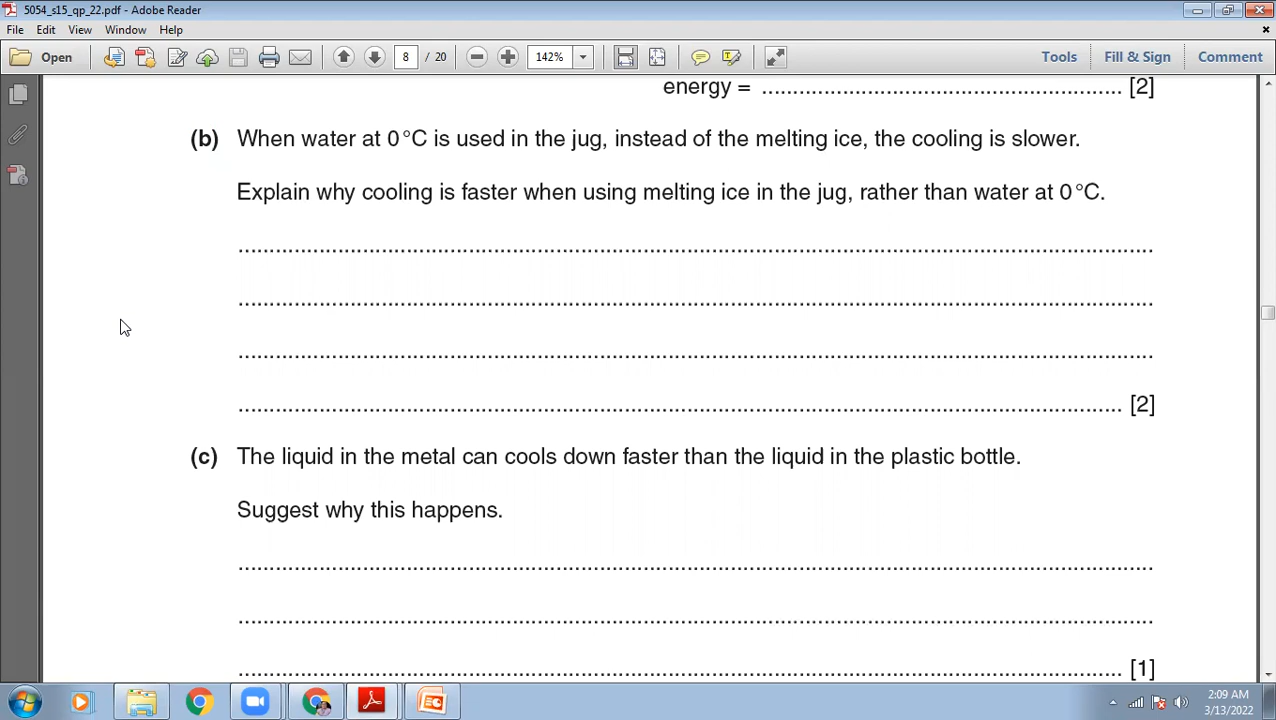 5054_s15_qp_22.pdf - Adobe Reader
File Edit View Window Help
Open 8 / 20 142% Tools Fill & Sign Comment
energy = ............................................................ [2]
(b) When water at 0 °C is used in the jug, instead of the melting ice, the cooling is slower.
Explain why cooling is faster when using melting ice in the jug, rather than water at 0 °C.
....................................................................................................................................................
....................................................................................................................................................
....................................................................................................................................................
............................................................................................................................................... [2]
(c) The liquid in the metal can cools down faster than the liquid in the plastic bottle.
Suggest why this happens.
....................................................................................................................................................
....................................................................................................................................................
............................................................................................................................................... [1]
2:09 AM
3/13/2022